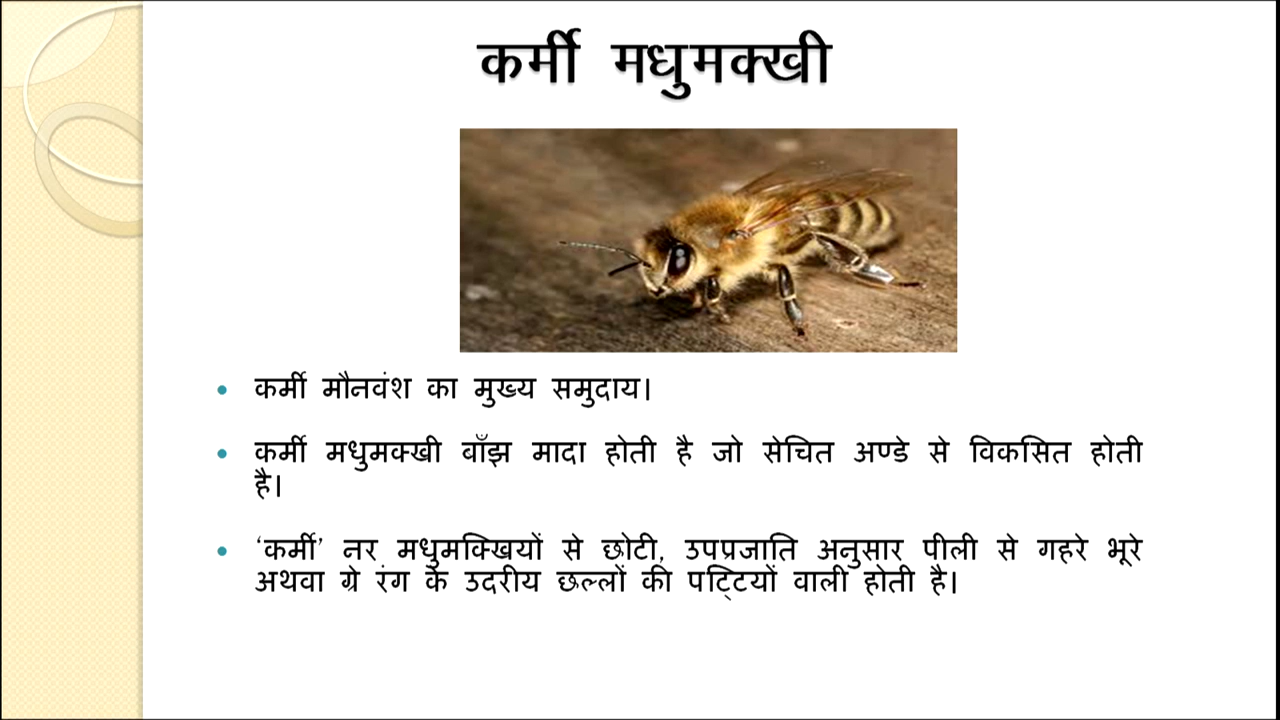 कर्मी मधुमक्खी
• कर्मी मौनवंश का मुख्य समुदाय।
• कर्मी मधुमक्खी बाँझ मादा होती है जो सेचित अण्डे से विकसित होती
है।
• ‘कर्मी’ नर मधुमक्खियों से छोटी, उपप्रजाति अनुसार पीली से गहरे भूरे
अथवा ग्रे रंग के उदरीय छल्लों की पट्टियों वाली होती है।